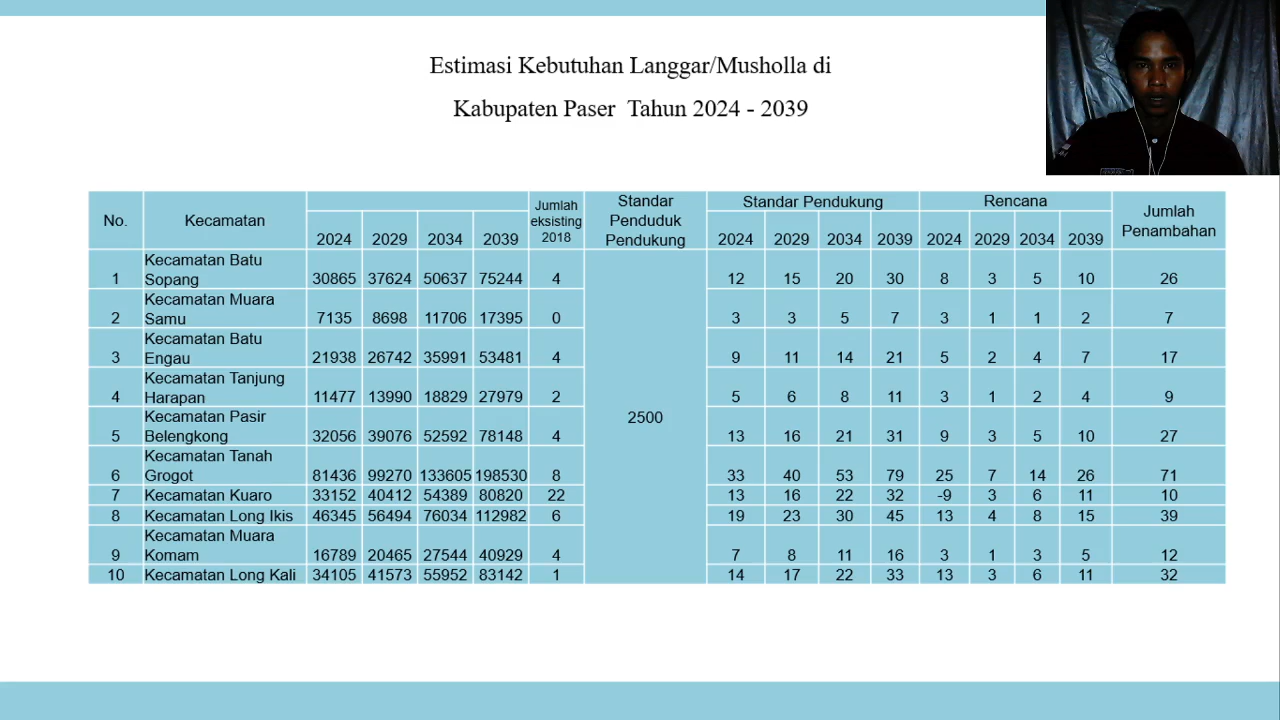 Estimasi Kebutuhan Langgar/Musholla di
Kabupaten Paser Tahun 2024 - 2039
No. Kecamatan 2024 2029 2034 2039 Jumlah eksisting 2018 Standar Penduduk Pendukung Standar Pendukung 2024 2029 2034 2039 Rencana 2024 2029 2034 2039 Jumlah Penambahan
1 Kecamatan Batu Sopang 30865 37624 50637 75244 4 12 15 20 30 8 3 5 10 26
2 Kecamatan Muara Samu 7135 8698 11706 17395 0 3 3 5 7 3 1 1 2 7
3 Kecamatan Batu Engau 21938 26742 35991 53481 4 9 11 14 21 5 2 4 7 17
4 Kecamatan Tanjung Harapan 11477 13990 18829 27979 2 5 6 8 11 3 1 2 4 9
2500
5 Kecamatan Pasir Belengkong 32056 39076 52592 78148 4 13 16 21 31 9 3 5 10 27
6 Kecamatan Tanah Grogot 81436 99270 133605 198530 8 33 40 53 79 25 7 14 26 71
7 Kecamatan Kuaro 33152 40412 54389 80820 22 13 16 22 32 -9 3 6 11 10
8 Kecamatan Long Ikis 46345 56494 76034 112982 6 19 23 30 45 13 4 8 15 39
9 Kecamatan Muara Komam 16789 20465 27544 40929 4 7 8 11 16 3 1 3 5 12
10 Kecamatan Long Kali 34105 41573 55952 83142 1 14 17 22 33 13 3 6 11 32